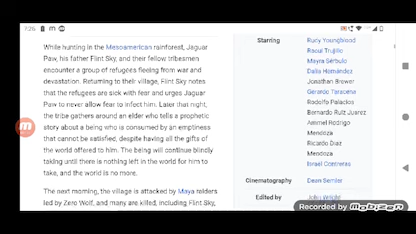 7:26
While hunting in the Mesoamerican rainforest, Jaguar
Paw, his father Flint Sky, and their fellow tribesmen
encounter a group of refugees fleeing from war and
devastation. Returning to their village, Flint Sky notes
that the refugees are sick with fear and urges Jaguar
Paw to never allow fear to infect him. Later that night,
the tribe gathers around an elder who tells a prophetic
story about a being who is consumed by an emptiness
that cannot be satisfied, despite having all the gifts of
the world offered to him. The being will continue blindly
taking until there is nothing left in the world for him to
take, and the world is no more.
The next morning, the village is attacked by Maya raiders
led by Zero Wolf, and many are killed, including Flint Sky,
Starring
Rudy Youngblood
Raoul Trujillo
Mayra Sérbulo
Dalia Hernández
Jonathan Brewer
Gerardo Taracena
Rodolfo Palacios
Bernardo Ruiz Juarez
Ammel Rodrigo
Mendoza
Ricardo Diaz
Mendoza
Israel Contreras
Cinematography
Dean Semler
Edited by
John Wright
Recorded by Mobizen